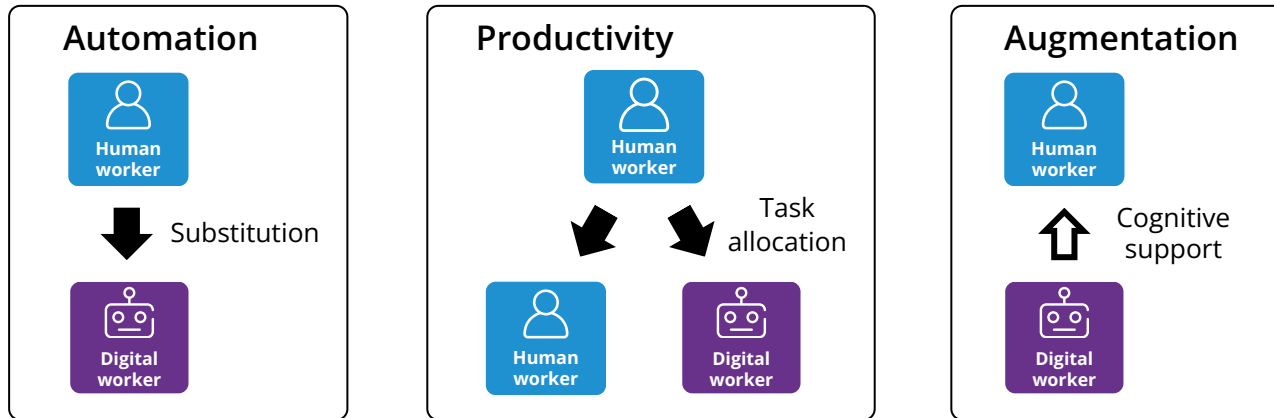 Automation
Human
worker
Substitution
Digital
worker
Productivity
Human
worker
Task
allocation
Human
worker
Digital
worker
Augmentation
Human
worker
Cognitive
support
Digital
worker